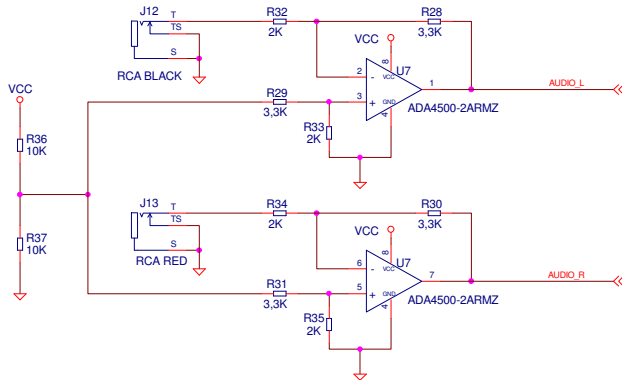 J12
T
TS
S
RCA BLACK
R32
2K
R28
3,3K
VCC
8
U7
2
-
VCC
1
AUDIO_L
R29
3,3K
3
+
GND
4
ADA4500-2ARMZ
R33
2K
VCC
R36
10K
R37
10K
J13
T
TS
S
RCA RED
R34
2K
R30
3,3K
VCC
8
U7
6
-
VCC
7
AUDIO_R
R31
3,3K
5
+
GND
4
ADA4500-2ARMZ
R35
2K